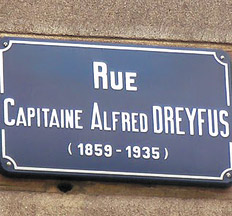 RUE
CAPITAINE ALFRED DREYFUS
(1859-1935)